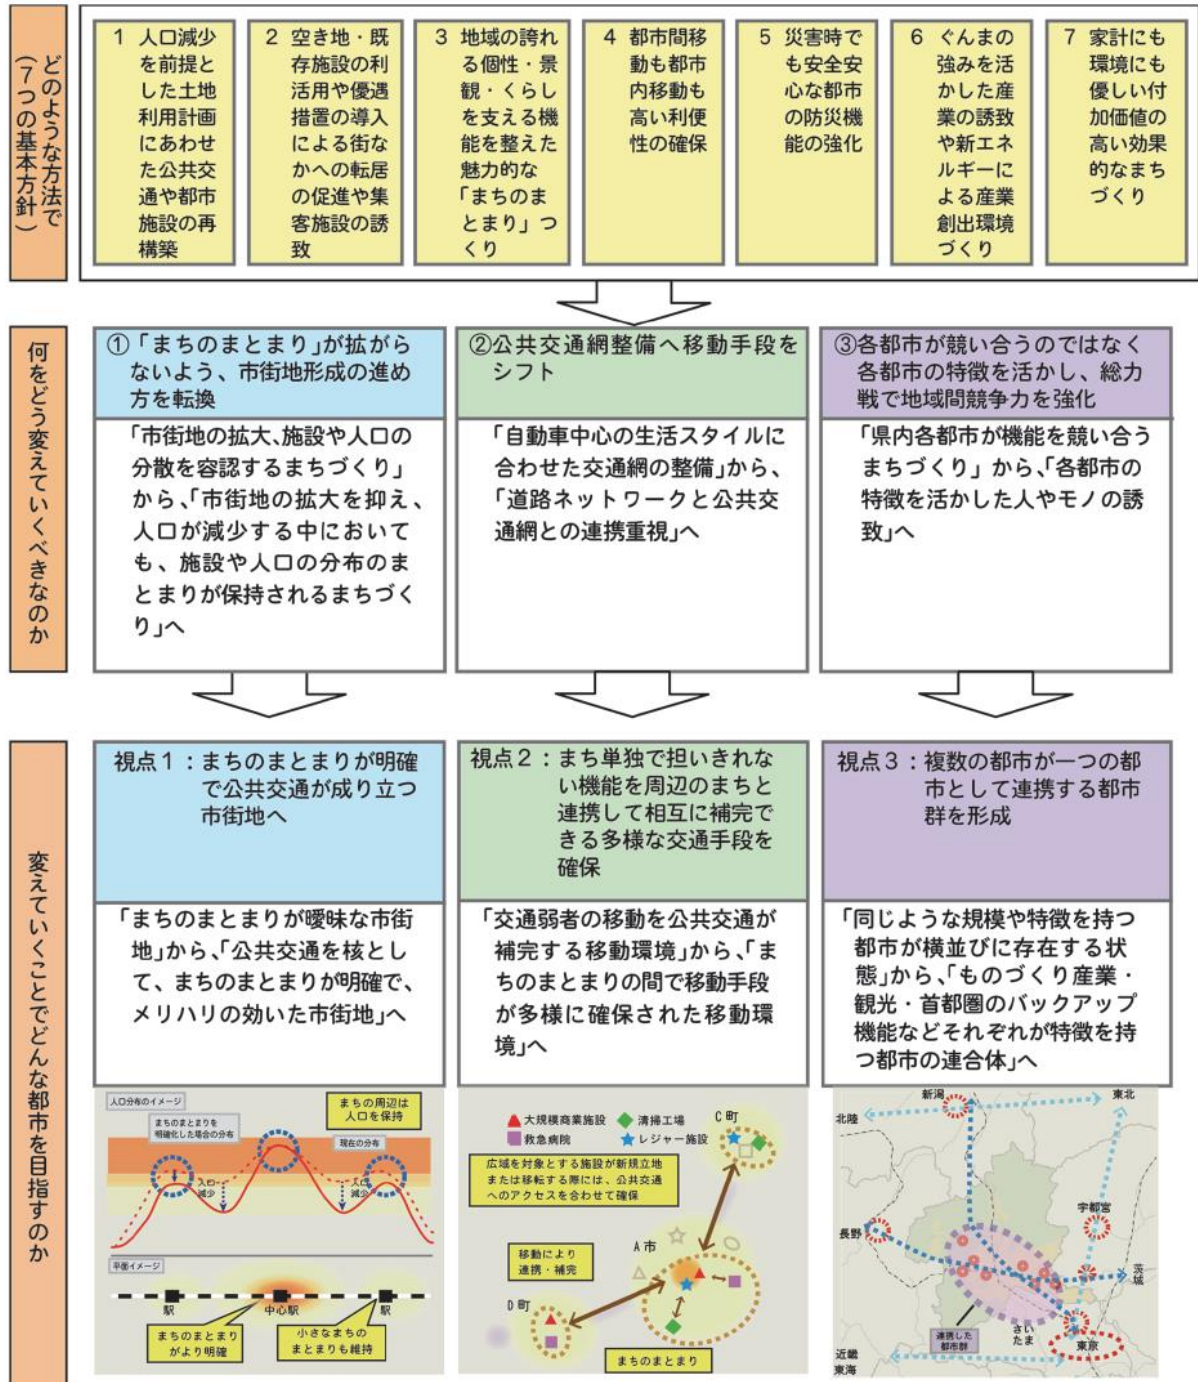 どのような方法で
(７つの基本方針)
１ 人口減少
を前提と
した土地
利用計画
にあわせ
た公共交
通や都市
施設の再
構築
２ 空き地・既
存施設の利
活用や優遇
措置の導入
による街な
かへの転居
の促進や集
客施設の誘
致
３ 地域の誇れ
る個性・景
観・くらし
を支える機
能を整えた
魅力的な
「まちのま
とまり」つ
くり
４ 都市間移
動も都市
内移動も
高い利便
性の確保
５ 災害時で
も安全安
心な都市
の防災機
能の強化
６ ぐんまの
強みを活
かした産
業の誘致
や新エネ
ルギーに
よる産業
創出環境
づくり
７ 家計にも
環境にも
優しい付
加価値の
高い効果
的なまち
づくり
何をどう変えていくべきなのか
①「まちのまとまり」が拡がら
ないよう、市街地形成の進め
方を転換
「市街地の拡大、施設や人口の
分散を容認するまちづくり」
から、「市街地の拡大を抑え、
人口が減少する中において
も、施設や人口の分布のま
とまりが保持されるまちづく
り」へ
②公共交通網整備へ移動手段を
シフト
「自動車中心の生活スタイルに
合わせた交通網の整備」から、
「道路ネットワークと公共交
通網との連携重視」へ
③各都市が競い合うのではなく
各都市の特徴を活かし、総力
戦で地域間競争力を強化
「県内各都市が機能を競い合う
まちづくり」から、「各都市の
特徴を活かした人やモノの誘
致」へ
変えていくことでどんな都市を目指すのか
視点１：まちのまとまりが明確
で公共交通が成り立つ
市街地へ
「まちのまとまりが曖昧な市街
地」から、「公共交通を核とし
て、まちのまとまりが明確で、
メリハリの効いた市街地」へ
視点２：まち単独で担いきれな
い機能を周辺のまちと
連携して相互に補完で
きる多様な交通手段を
確保
「交通弱者の移動を公共交通が
補完する移動環境」から、「ま
ちのまとまりの間で移動手段
が多様に確保された移動環
境」へ
視点３：複数の都市が一つの都
市として連携する都市
群を形成
「同じような規模や特徴を持つ
都市が横並びに存在する状
態」から、「ものづくり産業・
観光・首都圏のバックアップ
機能などそれぞれが特徴を持
つ都市の連合体」へ
人口分布のイメージ
まちの周辺は
人口を保持
まちのまとまりを
明確化した場合の分布
現在の分布
人口
減少
人口
減少
平面イメージ
駅
中心駅
駅
まちのまとまり
がより明確
小さなまちの
まとまりも維持
大規模商業施設
清掃工場
救急病院
レジャー施設
C町
広域を対象とする施設が新規立地
または移転する際には、公共交通
へのアクセスを合わせて確保
A市
移動により
連携・補完
D町
まちのまとまり
新潟
東北
北陸
宇都宮
長野
茨城
連携した
都市群
さい
たま
東京
近畿
東海